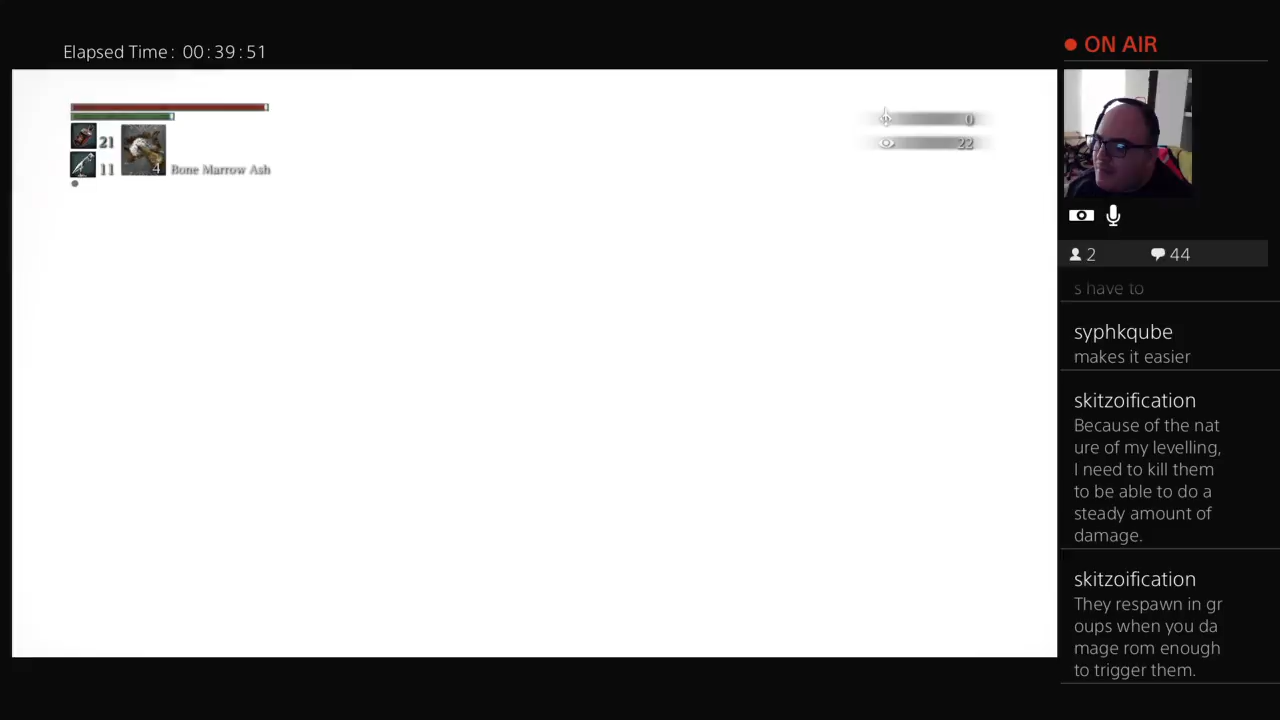 Elapsed Time: 00:39:51
ON AIR
21
4
11
Bone Marrow Ash
0
22
2
44
s have to
syphkqube
makes it easier
skitzoification
Because of the nat
ure of my levelling,
I need to kill them
to be able to do a
steady amount of
damage.
skitzoification
They respawn in gr
oups when you da
mage rom enough
to trigger them.